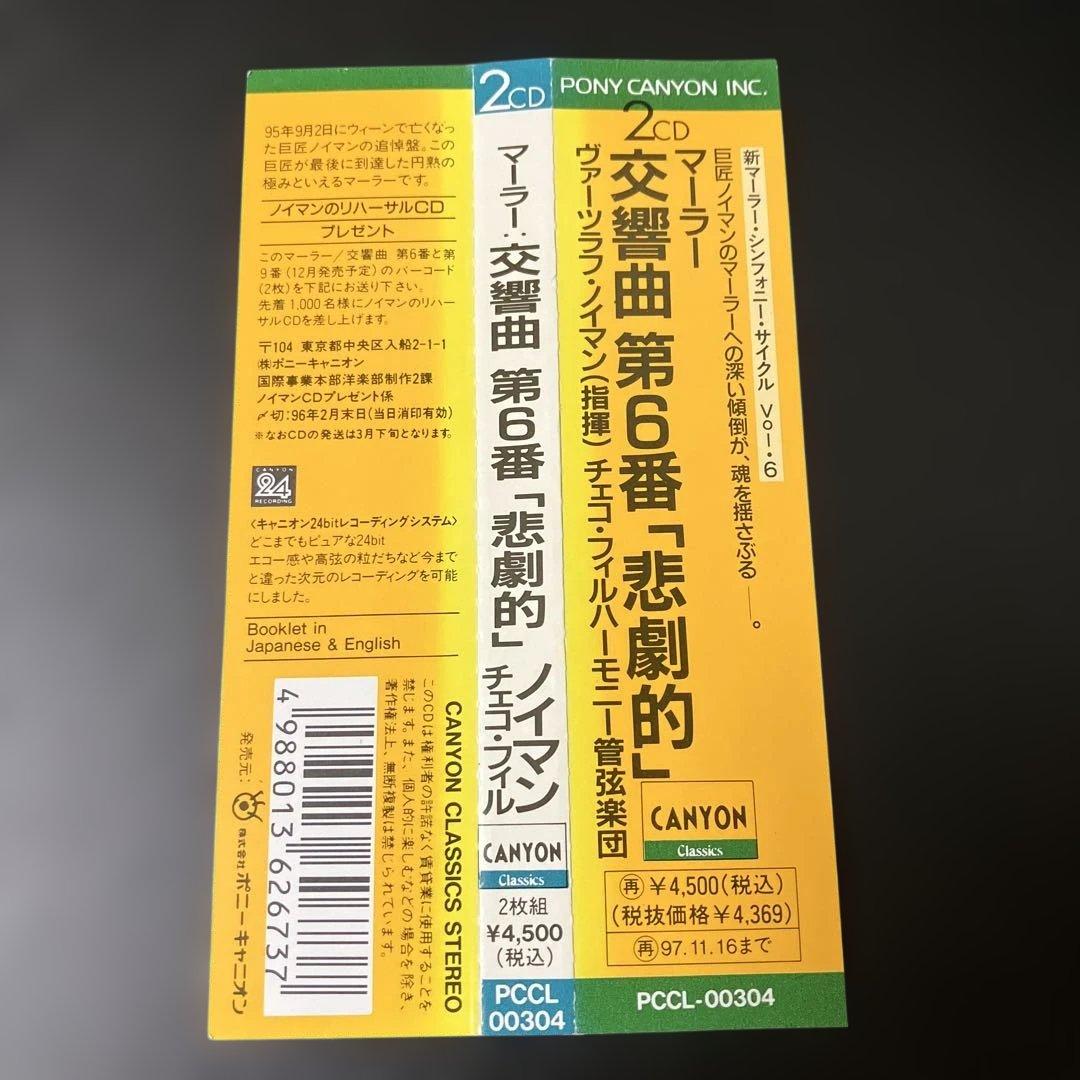 PONY CANYON INC.
2CD
新マーラー・シンフォニー・サイクル Vol・6
巨匠ノイマンのマーラーへの深い傾倒が、魂を揺さぶる――。
マーラー
交響曲 第6番「悲劇的」
ヴァーツラフ・ノイマン(指揮) チェコ・フィルハーモニー管弦楽団
CANYON
Classics
再 ¥4,500(税込)
(税抜価格¥4,369)
再 97.11.16まで
PCCL-00304
2CD
マーラー:交響曲 第6番「悲劇的」
ノイマン
チェコ・フィル
CANYON
Classics
2枚組
¥4,500
(税込)
PCCL
00304
95年9月2日にウィーンで亡くなっ
た巨匠ノイマンの追悼盤。この
巨匠が最後に到達した円熟の
極みといえるマーラーです。
ノイマンのリハーサルCD
プレゼント
このマーラー/交響曲 第6番と第
9番(12月発売予定)のバーコード
(2枚)を下記にお送り下さい。
先着1,000名様にノイマンのリハー
サルCDを差し上げます。
〒104 東京都中央区入船2-1-1
㈱ポニーキャニオン
国際事業本部洋楽部制作2課
ノイマンCDプレゼント係
〆切:96年2月末日(当日消印有効)
※なおCDの発送は3月下旬となります。
CANYON
24
RECORDING
〈キャニオン24bitレコーディングシステム〉
どこまでもピュアな24bit
エコー感や高弦の粒だちなど今まで
と違った次元のレコーディングを可能
にしました。
Booklet in
Japanese & English
CANYON CLASSICS STEREO
このCDは権利者の許諾なく賃貸業に使用することを
禁じます。また、個人的に楽しむなどの場合を除き、
著作権法上、無断複製は禁じられています。
4988013626737
発売元: 株式会社 ポニーキャニオン